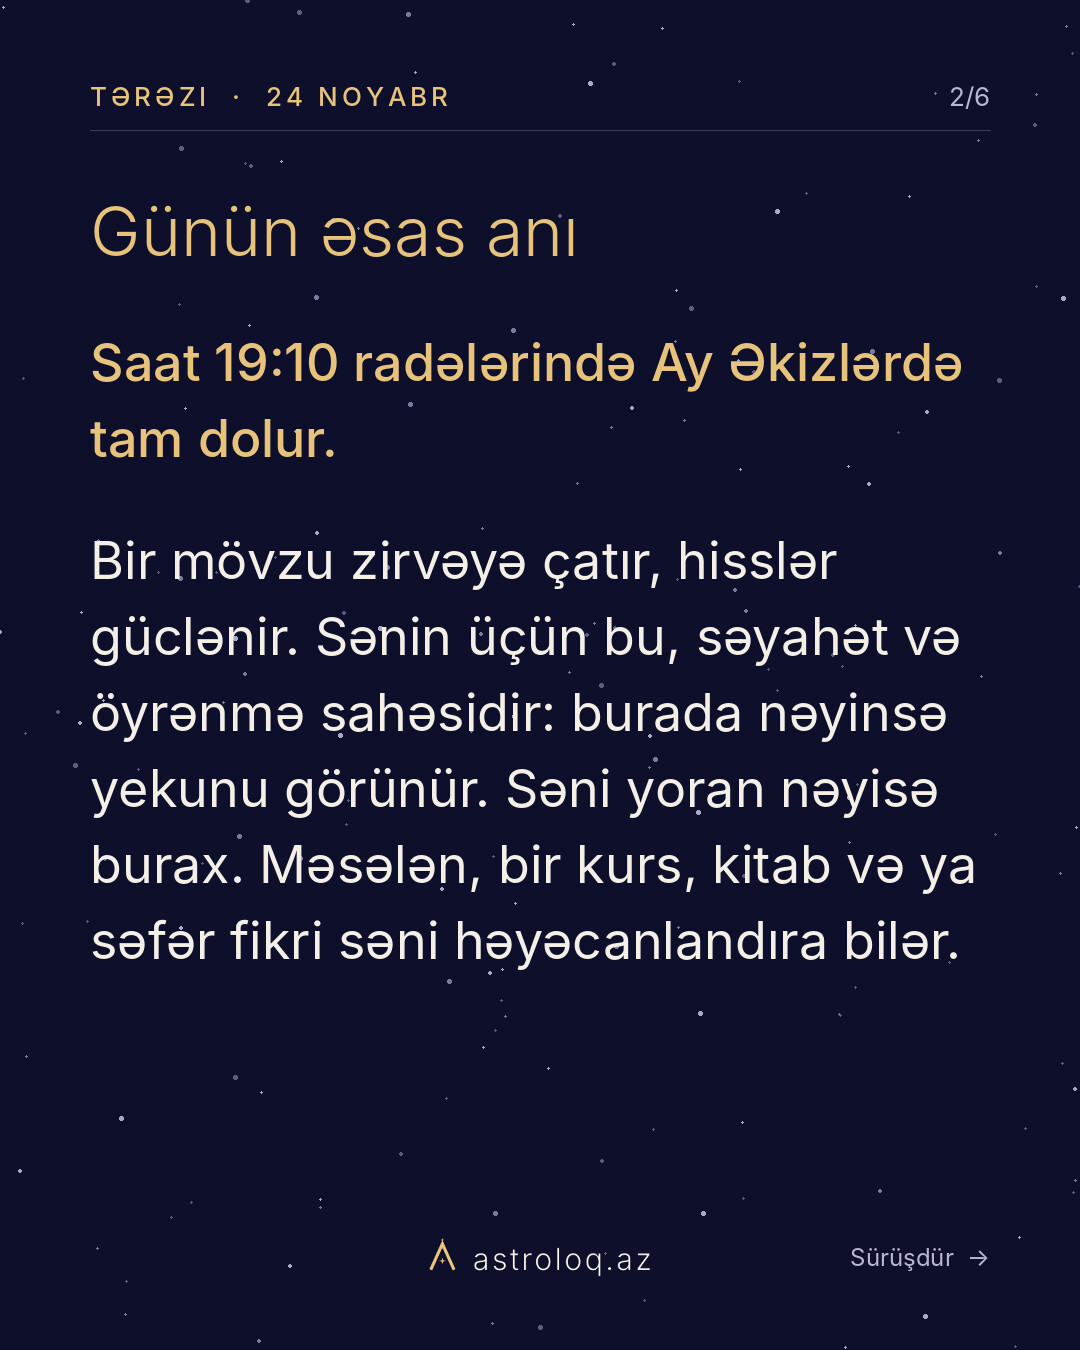 TƏRƏZI · 24 NOYABR
2/6
Günün əsas anı
Saat 19:10 radələrində Ay Əkizlərdə
tam dolur.
Bir mövzu zirvəyə çatır, hisslər
güclənir. Sənin üçün bu, səyahət və
öyrənmə sahəsidir: burada nəyinsə
yekunu görünür. Səni yoran nəyisə
burax. Məsələn, bir kurs, kitab və ya
səfər fikri səni həyəcanlandıra bilər.
astroloq.az
Sürüşdür →